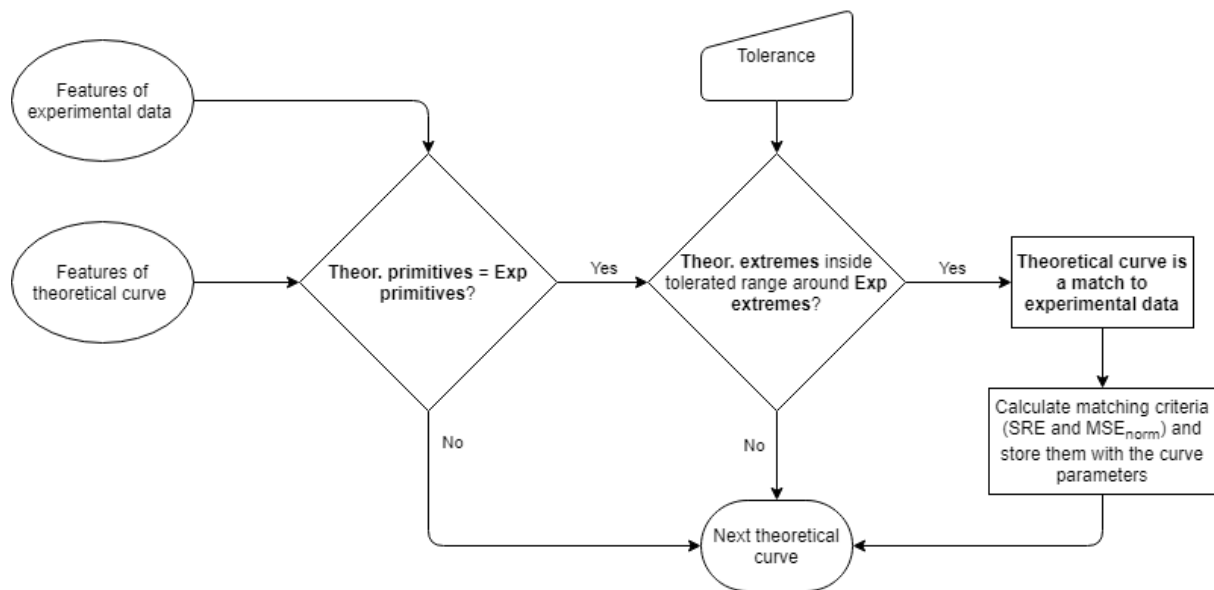 Features of
experimental data
Tolerance
Features of
theoretical curve
Theor. primitives = Exp
primitives?
Yes
Theor. extremes inside
tolerated range around Exp
extremes?
Yes
Theoretical curve is
a match to
experimental data
No
No
Calculate matching criteria
(SRE and MSEnorm) and
store them with the curve
parameters
Next theoretical
curve